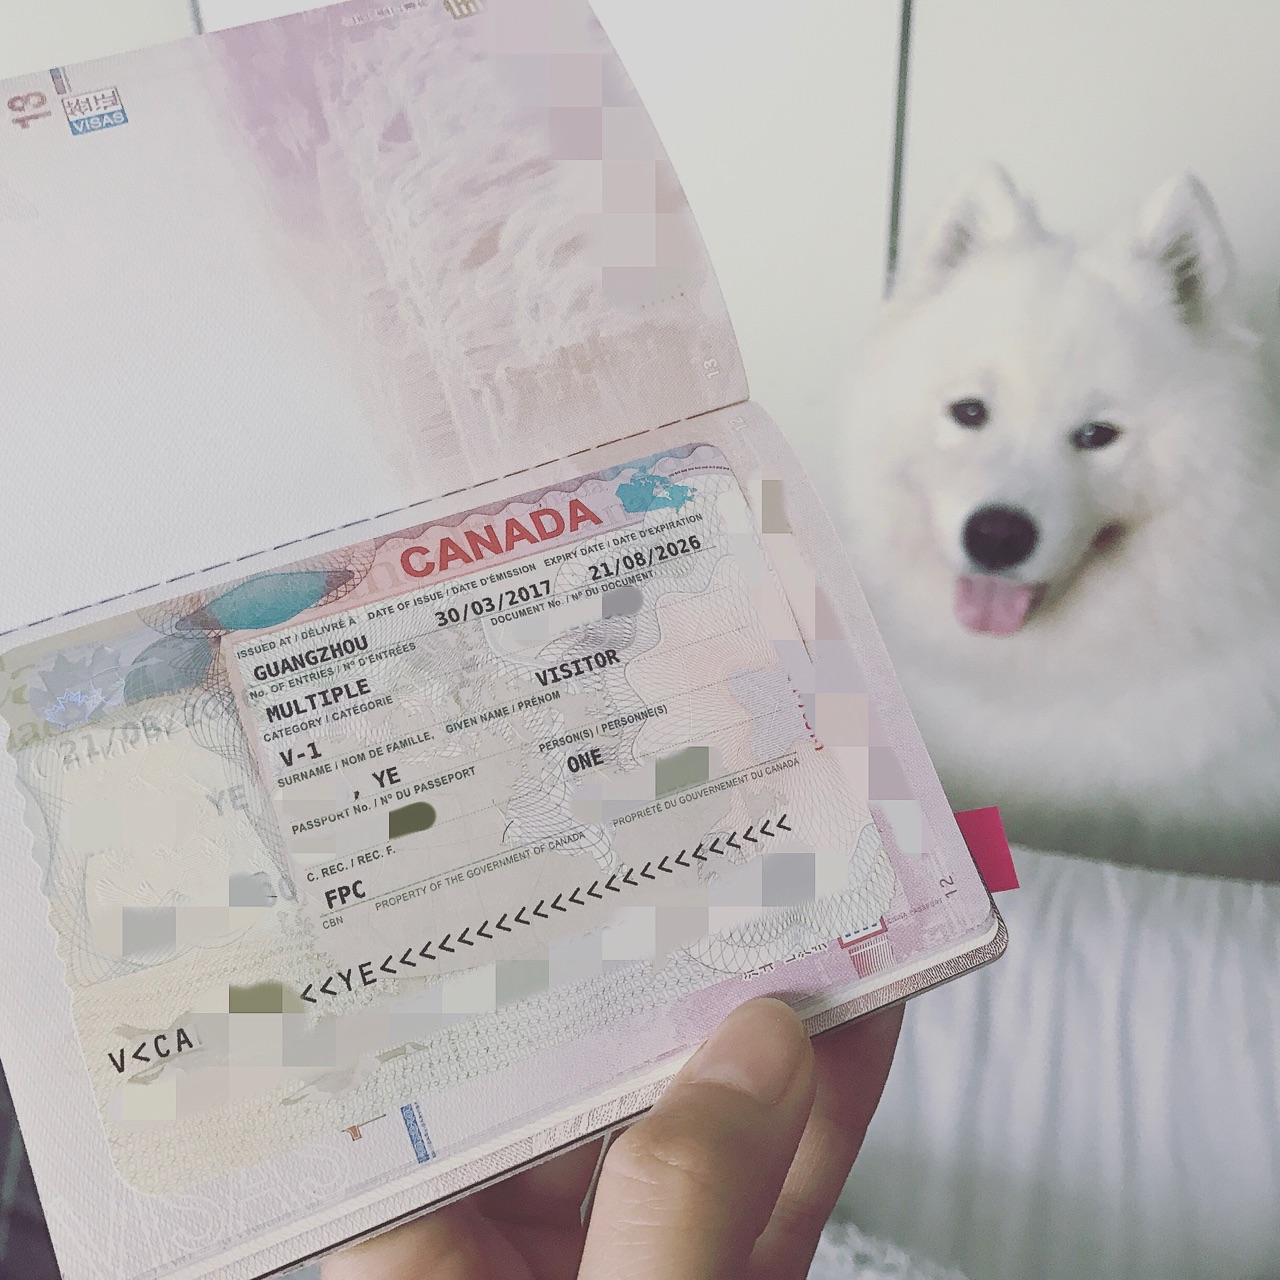 13
签证
VISAS
13
12
CANADA
ISSUED AT / DÉLIVRÉ À DATE OF ISSUE / DATE D'ÉMISSION EXPIRY DATE / DATE D'EXPIRATION
GUANGZHOU 30/03/2017 21/08/2026
No. OF ENTRIES / Nº D'ENTRÉES DOCUMENT No. / Nº DU DOCUMENT
MULTIPLE VISITOR
CATEGORY / CATÉGORIE
V-1
SURNAME / NOM DE FAMILLE, GIVEN NAME / PRÉNOM
, YE
PERSON(S) / PERSONNE(S)
ONE
PASSPORT No. / Nº DU PASSEPORT
C. REC. / REC. F.
FPC
CBN PROPERTY OF THE GOVERNMENT OF CANADA PROPRIÉTÉ DU GOUVERNEMENT DU CANADA
V<CA
<<YE<<<<<<<<<<<<<<<<<<<<<<<
YE
12